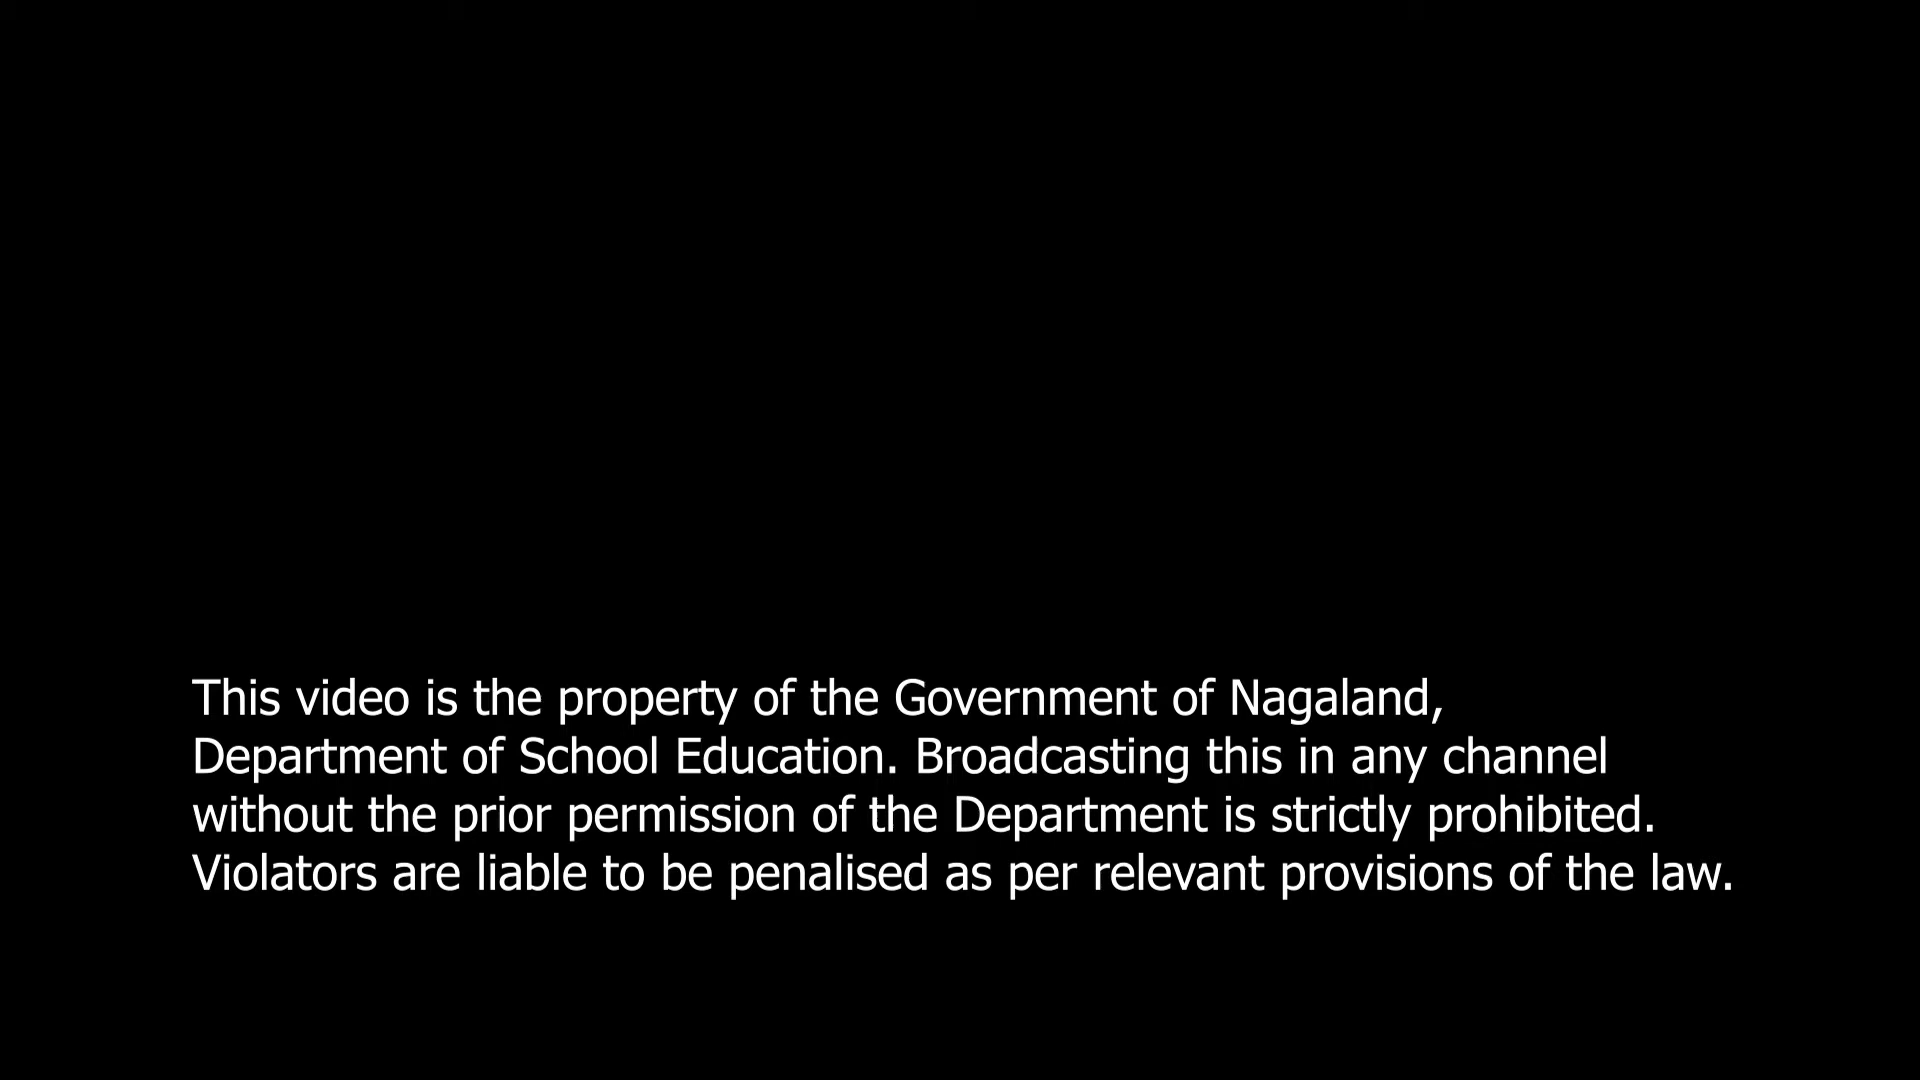 This video is the property of the Government of Nagaland,
Department of School Education. Broadcasting this in any channel
without the prior permission of the Department is strictly prohibited.
Violators are liable to be penalised as per relevant provisions of the law.